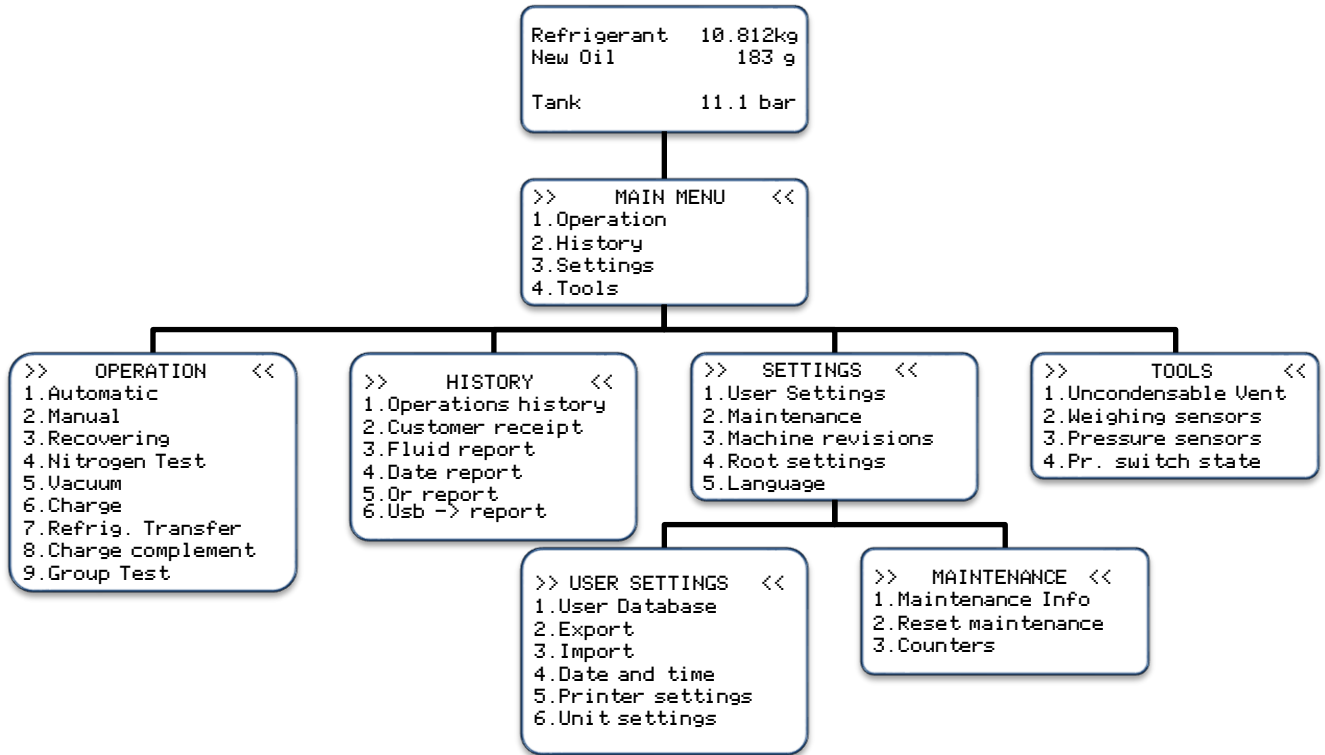 Refrigerant 10.812kg
New Oil 183 g
Tank 11.1 bar
>> MAIN MENU <<
1.Operation
2.History
3.Settings
4.Tools
>> OPERATION <<
1.Automatic
2.Manual
3.Recovering
4.Nitrogen Test
5.Vacuum
6.Charge
7.Refrig. Transfer
8.Charge complement
9.Group Test
>> HISTORY <<
1.Operations history
2.Customer receipt
3.Fluid report
4.Date report
5.Or report
6.Usb -> report
>> SETTINGS <<
1.User Settings
2.Maintenance
3.Machine revisions
4.Root settings
5.Language
>> TOOLS <<
1.Uncondensable Vent
2.Weighing sensors
3.Pressure sensors
4.Pr. switch state
>> USER SETTINGS <<
1.User Database
2.Export
3.Import
4.Date and time
5.Printer settings
6.Unit settings
>> MAINTENANCE <<
1.Maintenance Info
2.Reset maintenance
3.Counters